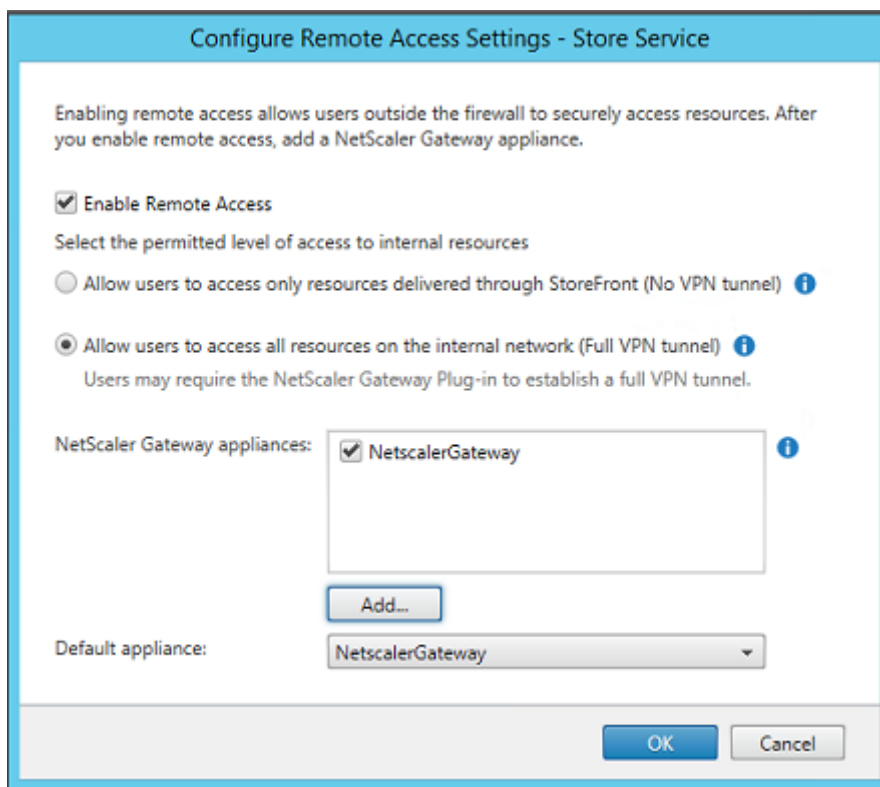 Configure Remote Access Settings - Store Service
Enabling remote access allows users outside the firewall to securely access resources. After
you enable remote access, add a NetScaler Gateway appliance.
Enable Remote Access
Select the permitted level of access to internal resources
Allow users to access only resources delivered through StoreFront (No VPN tunnel)
Allow users to access all resources on the internal network (Full VPN tunnel)
Users may require the NetScaler Gateway Plug-in to establish a full VPN tunnel.
NetScaler Gateway appliances:
NetscalerGateway
Add...
Default appliance:
NetscalerGateway
OK
Cancel